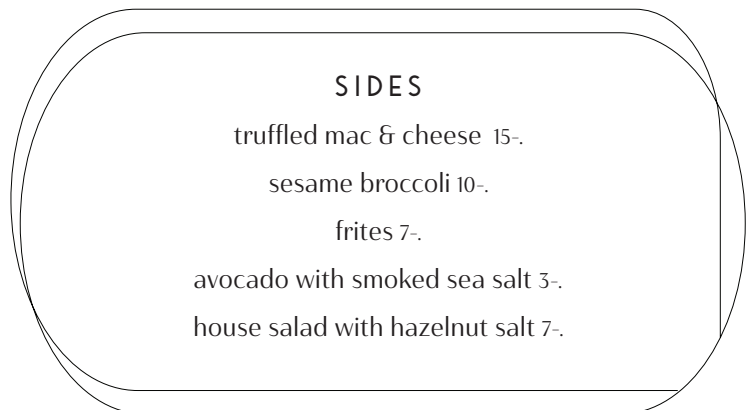 SIDES
truffled mac & cheese 15-.
sesame broccoli 10-.
frites 7-.
avocado with smoked sea salt 3-.
house salad with hazelnut salt 7-.